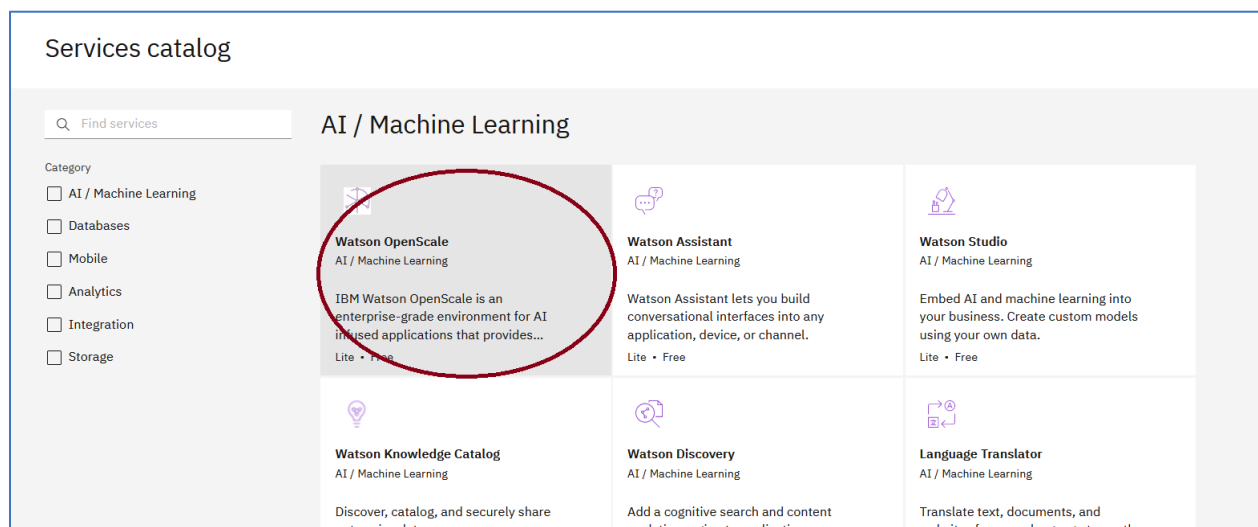 Services catalog
Find services
Category
AI / Machine Learning
Databases
Mobile
Analytics
Integration
Storage
AI / Machine Learning
Watson OpenScale
AI / Machine Learning
IBM Watson OpenScale is an
enterprise-grade environment for AI
infused applications that provides...
Lite • Free
Watson Assistant
AI / Machine Learning
Watson Assistant lets you build
conversational interfaces into any
application, device, or channel.
Lite • Free
Watson Studio
AI / Machine Learning
Embed AI and machine learning into
your business. Create custom models
using your own data.
Lite • Free
Watson Knowledge Catalog
AI / Machine Learning
Discover, catalog, and securely share
Watson Discovery
AI / Machine Learning
Add a cognitive search and content
Language Translator
AI / Machine Learning
Translate text, documents, and